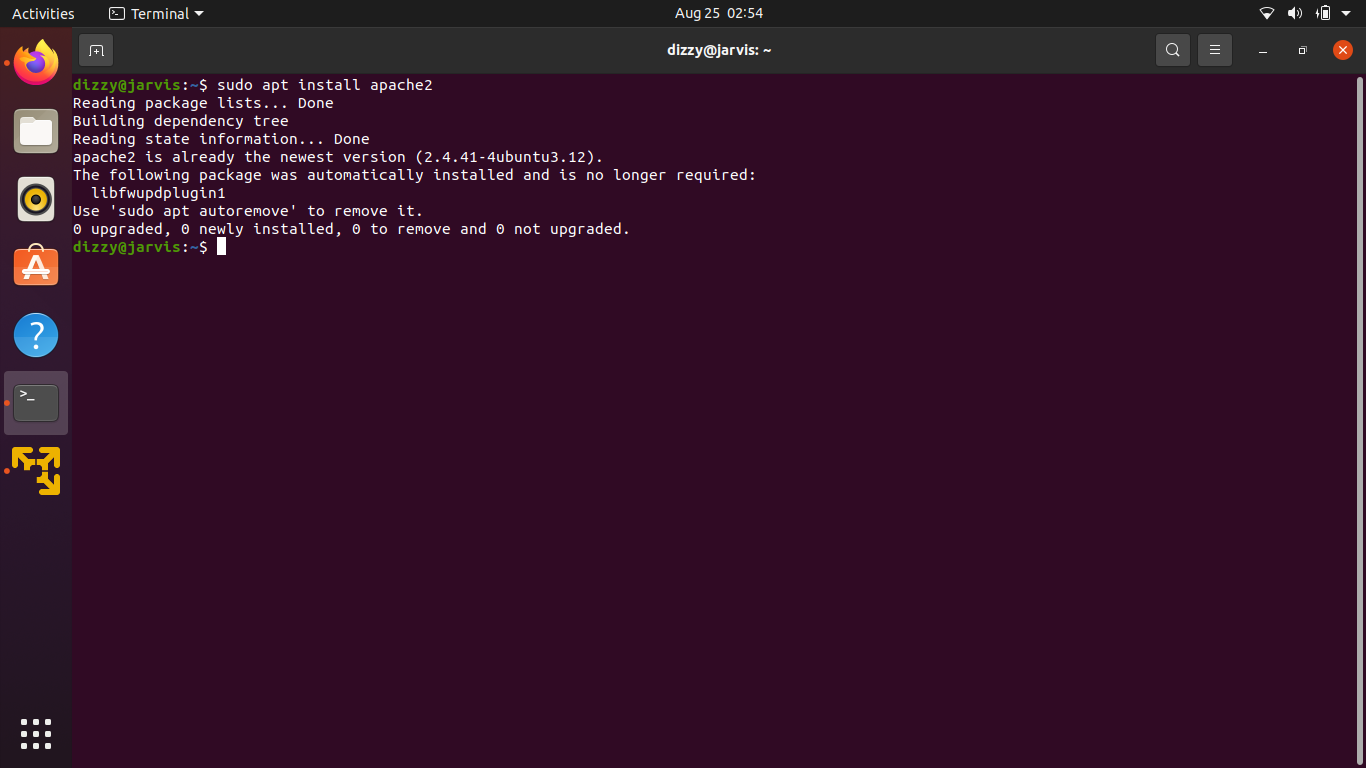 Activities
Terminal
Aug 25 02:54
dizzy@jarvis: ~
dizzy@jarvis:~$ sudo apt install apache2
Reading package lists... Done
Building dependency tree
Reading state information... Done
apache2 is already the newest version (2.4.41-4ubuntu3.12).
The following package was automatically installed and is no longer required:
  libfwupdplugin1
Use 'sudo apt autoremove' to remove it.
0 upgraded, 0 newly installed, 0 to remove and 0 not upgraded.
dizzy@jarvis:~$